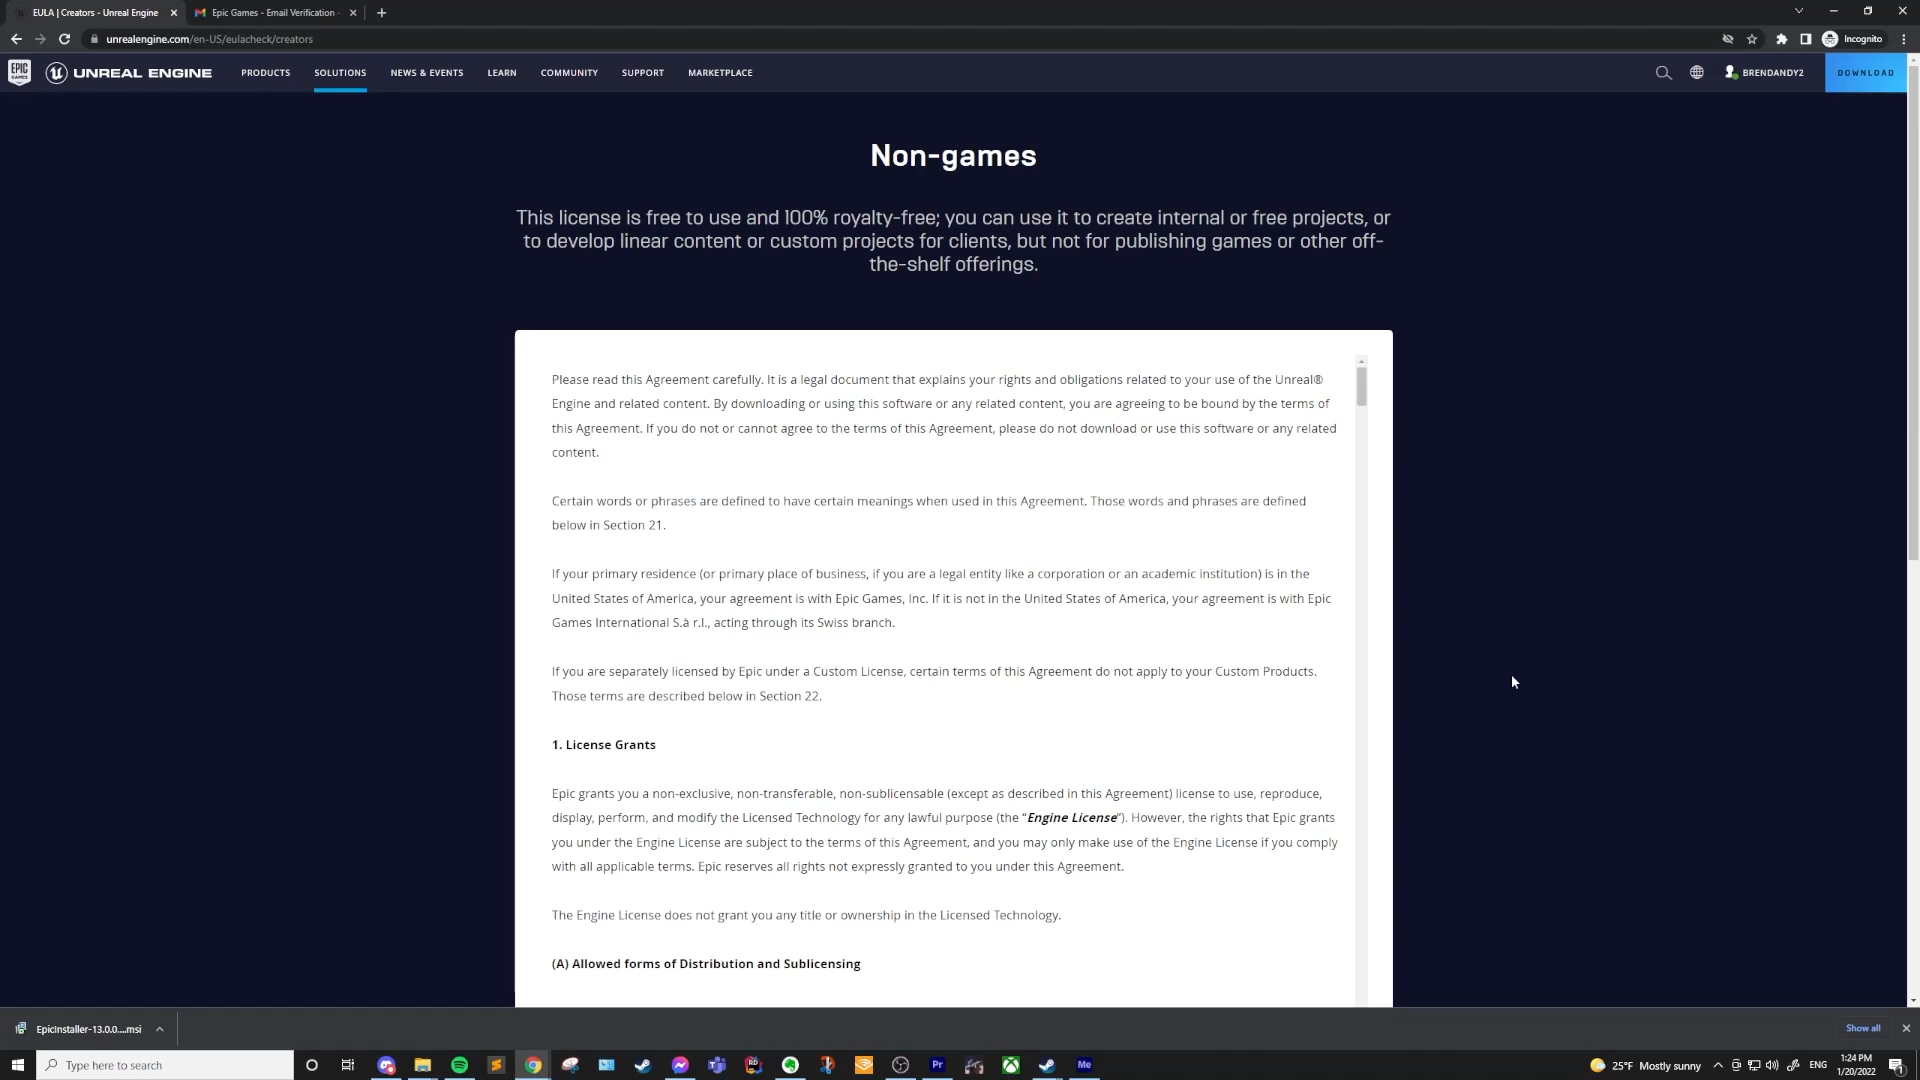 EULA | Creators - Unreal Engine
Epic Games - Email Verification
unrealengine.com/en-US/eulacheck/creators
Incognito
EPIC GAMES
UNREAL ENGINE
PRODUCTS
SOLUTIONS
NEWS & EVENTS
LEARN
COMMUNITY
SUPPORT
MARKETPLACE
BRENDANDY2
DOWNLOAD
Non-games
This license is free to use and 100% royalty-free; you can use it to create internal or free projects, or
to develop linear content or custom projects for clients, but not for publishing games or other off-
the-shelf offerings.
Please read this Agreement carefully. It is a legal document that explains your rights and obligations related to your use of the Unreal®
Engine and related content. By downloading or using this software or any related content, you are agreeing to be bound by the terms of
this Agreement. If you do not or cannot agree to the terms of this Agreement, please do not download or use this software or any related
content.
Certain words or phrases are defined to have certain meanings when used in this Agreement. Those words and phrases are defined
below in Section 21.
If your primary residence (or primary place of business, if you are a legal entity like a corporation or an academic institution) is in the
United States of America, your agreement is with Epic Games, Inc. If it is not in the United States of America, your agreement is with Epic
Games International S.à r.l., acting through its Swiss branch.
If you are separately licensed by Epic under a Custom License, certain terms of this Agreement do not apply to your Custom Products.
Those terms are described below in Section 22.
1. License Grants
Epic grants you a non-exclusive, non-transferable, non-sublicensable (except as described in this Agreement) license to use, reproduce,
display, perform, and modify the Licensed Technology for any lawful purpose (the “Engine License”). However, the rights that Epic grants
you under the Engine License are subject to the terms of this Agreement, and you may only make use of the Engine License if you comply
with all applicable terms. Epic reserves all rights not expressly granted to you under this Agreement.
The Engine License does not grant you any title or ownership in the Licensed Technology.
(A) Allowed forms of Distribution and Sublicensing
EpicInstaller-13.0.0....msi
Show all
Type here to search
Pr
Me
25°F Mostly sunny
ENG
1:24 PM
1/20/2022